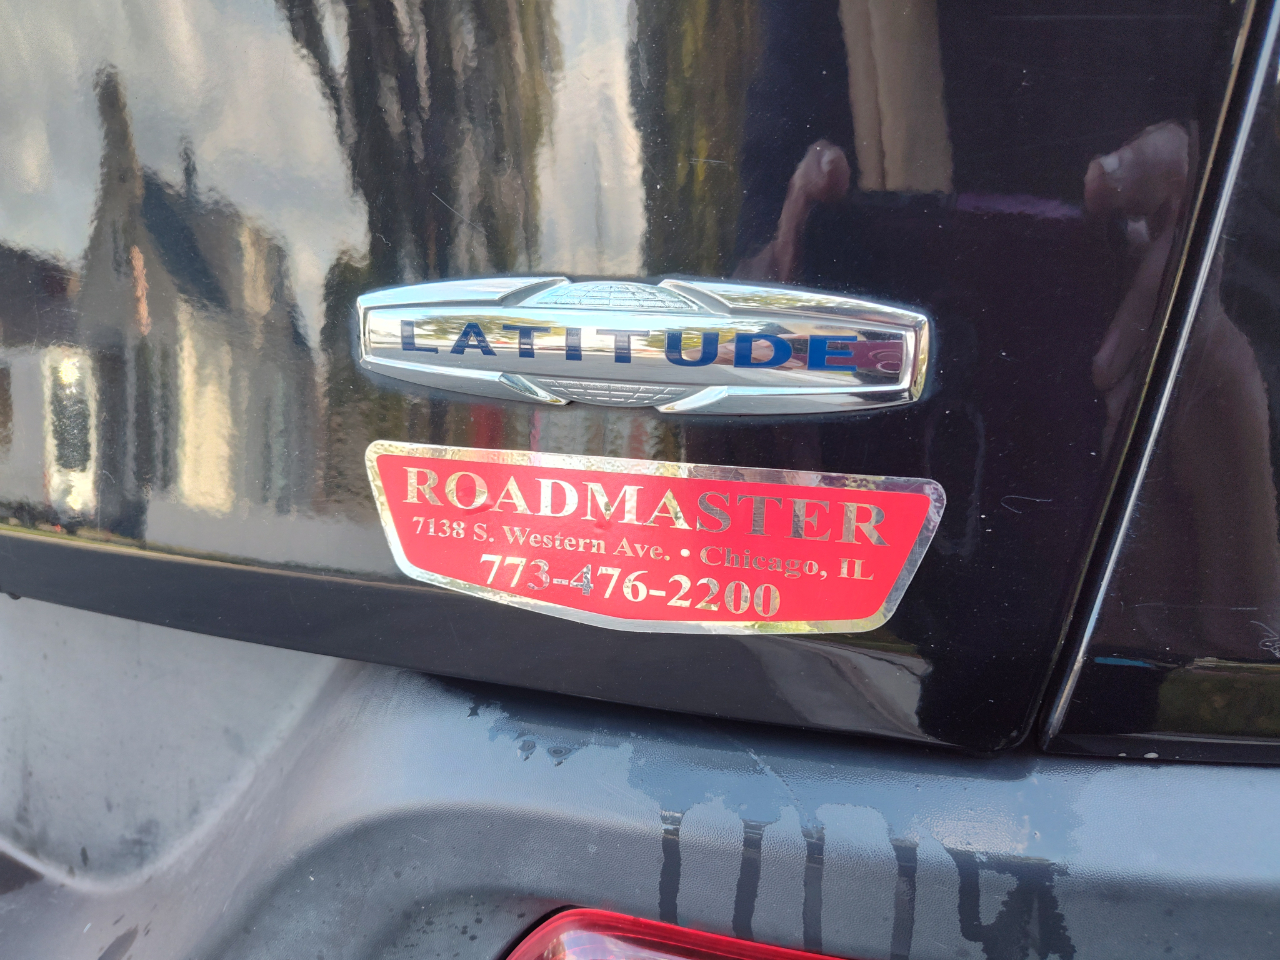 LATITUDE
ROADMASTER
7138 S. Western Ave. • Chicago, IL
773-476-2200